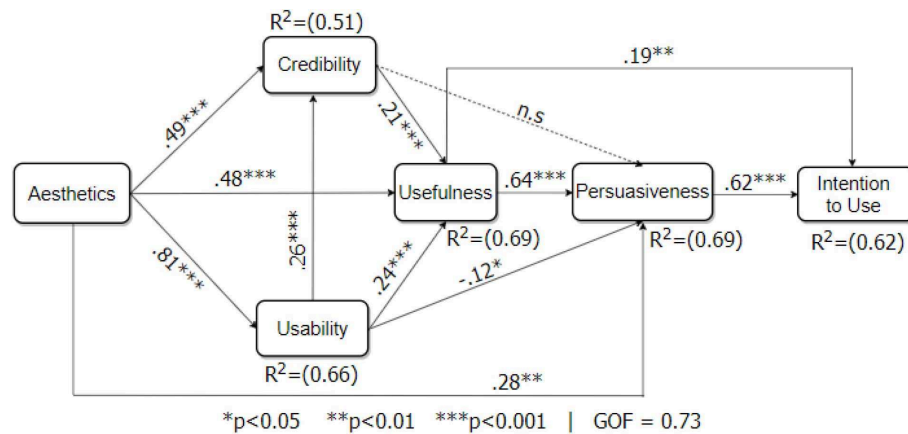 R²=(0.51)
Credibility
.19**
.49***
.21***
n.s
Aesthetics
.48***
Usefulness
.64***
Persuasiveness
.62***
Intention
to Use
R²=(0.69)
R²=(0.69)
R²=(0.62)
.26***
.81***
.24***
-.12*
Usability
R²=(0.66)
.28**
*p<0.05 **p<0.01 ***p<0.001 | GOF = 0.73